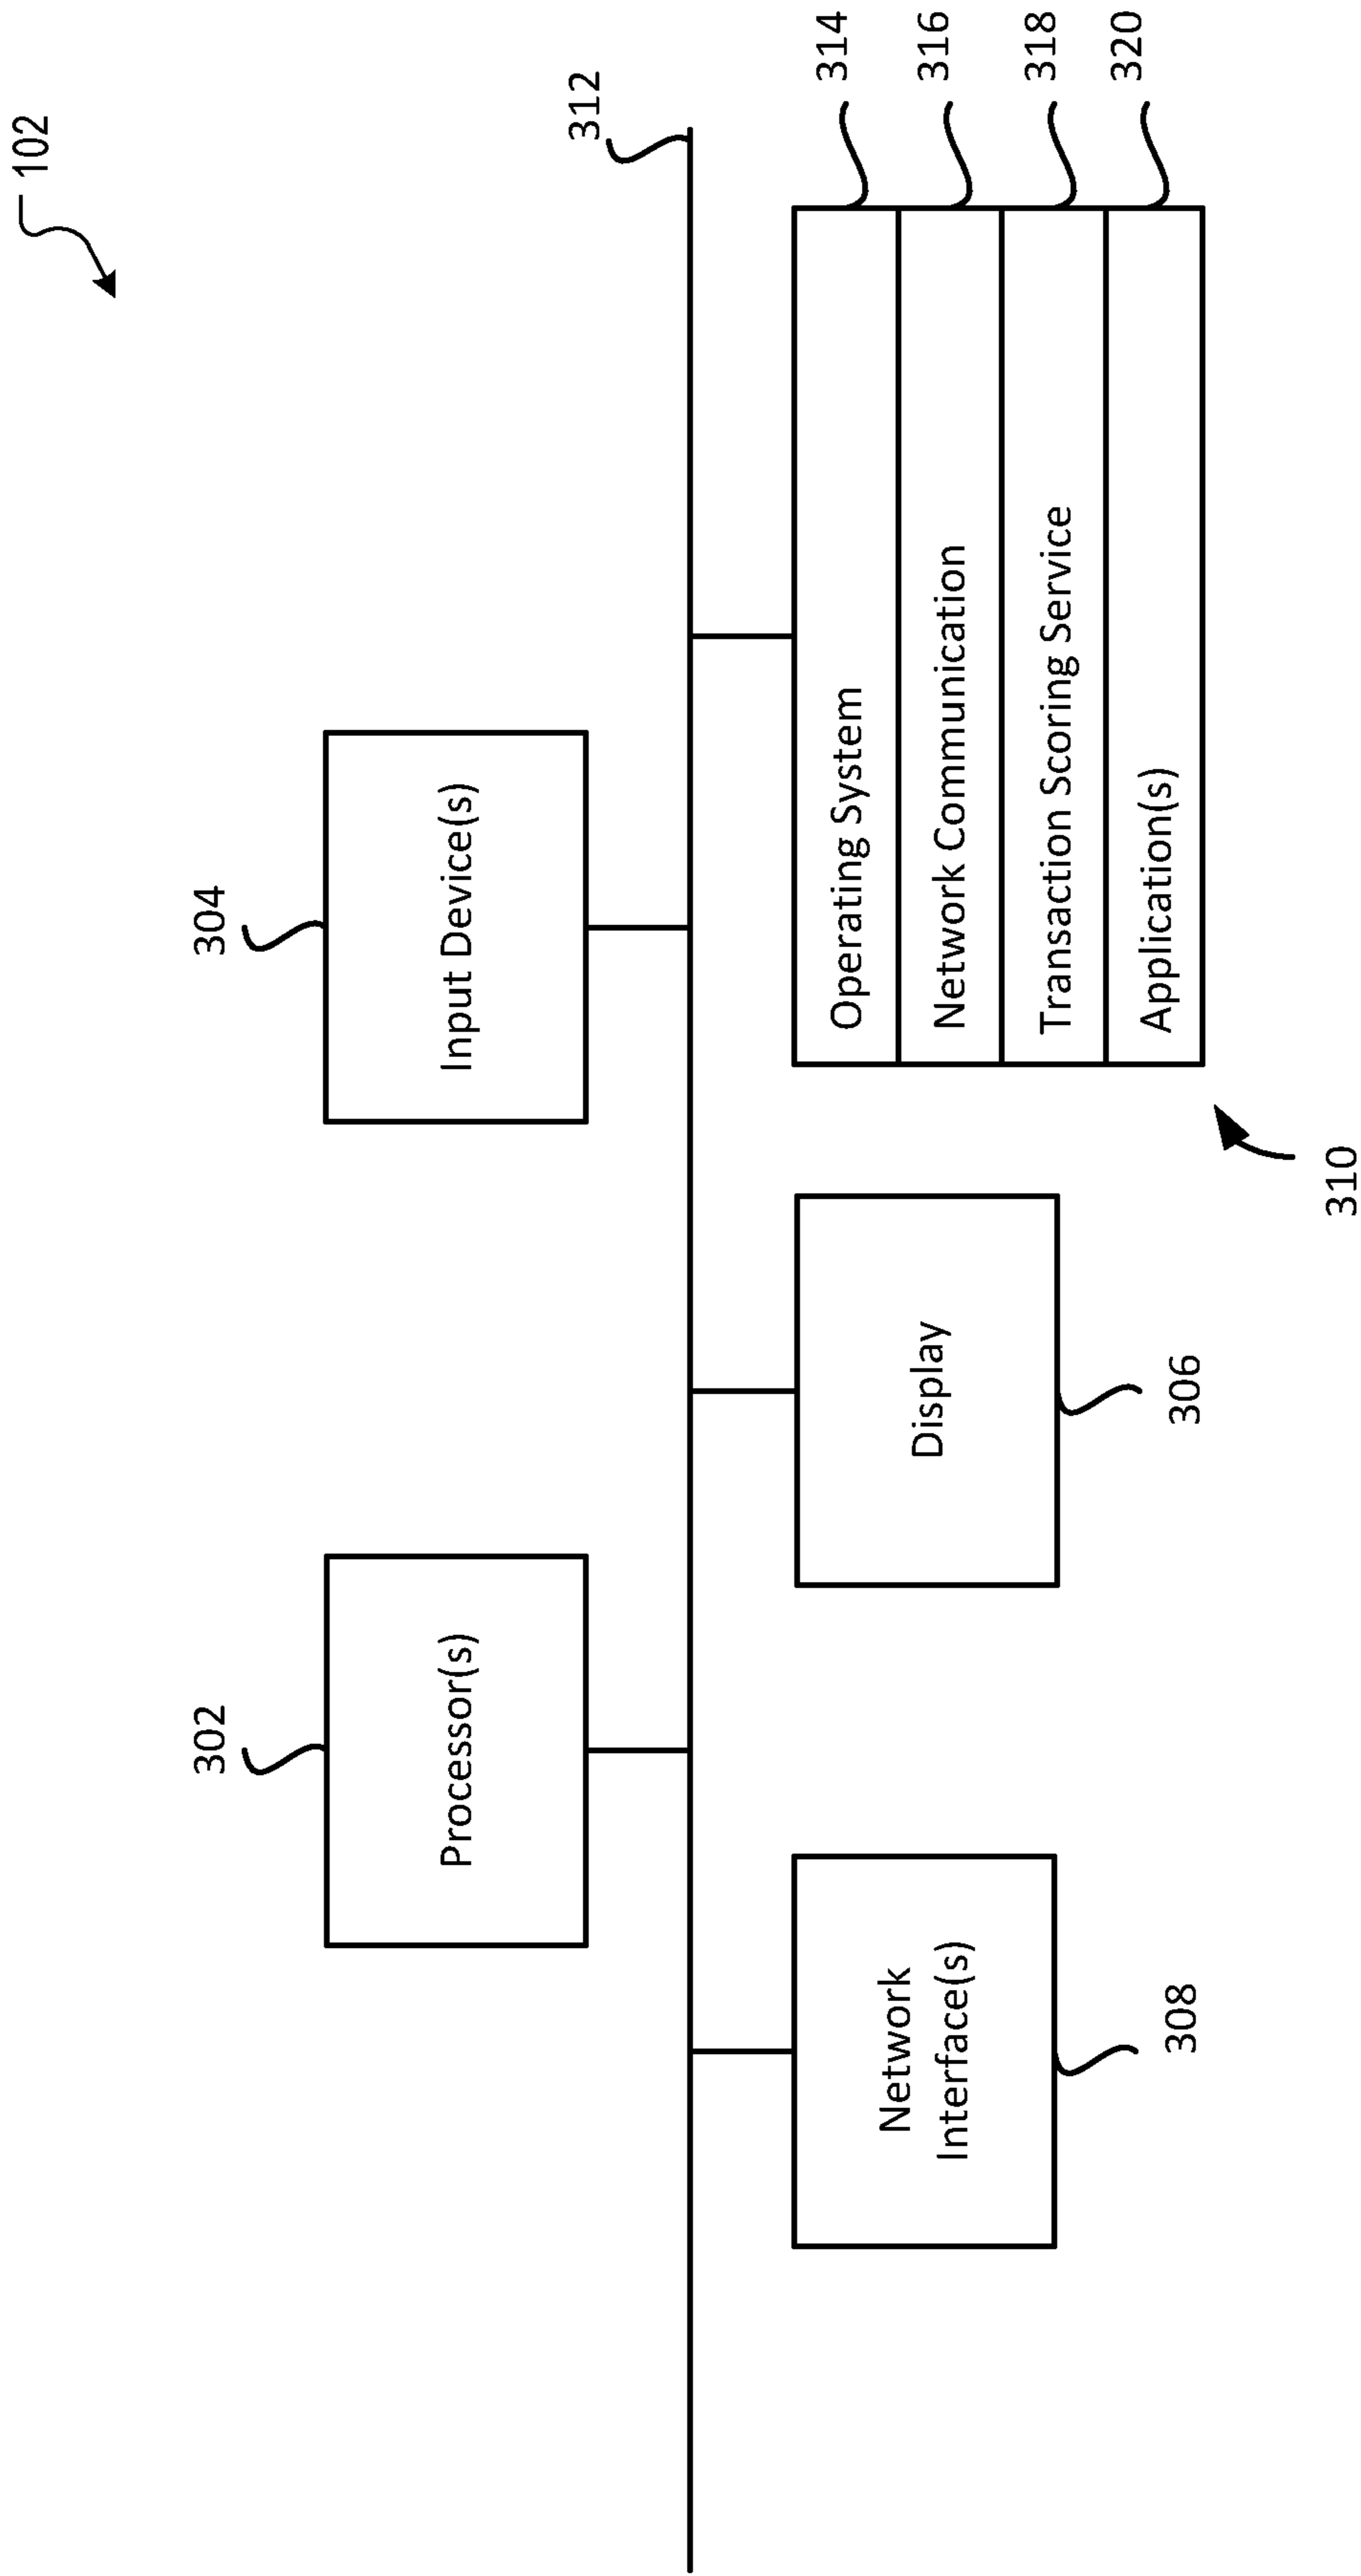 102
302
Processor(s)
304
Input Device(s)
312
Network
Interface(s)
308
Display
306
Operating System
314
Network Communication
316
Transaction Scoring Service
318
Application(s)
320
310